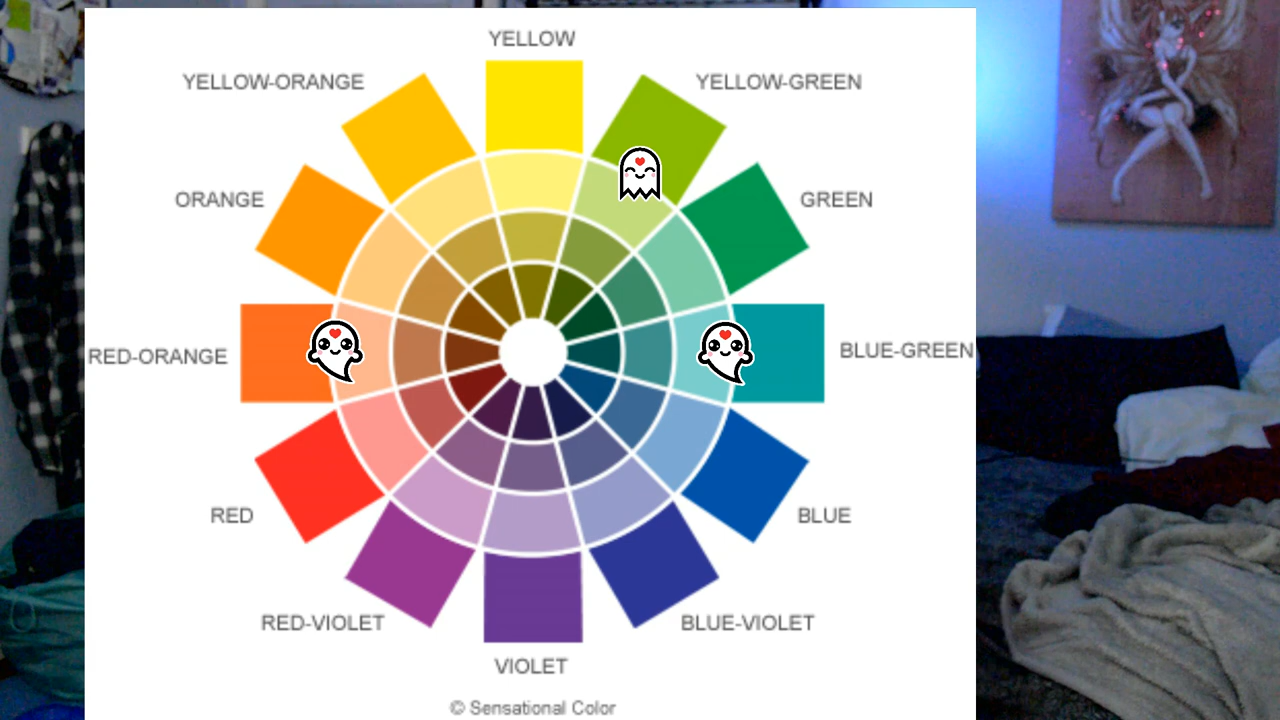 YELLOW
YELLOW-ORANGE
YELLOW-GREEN
ORANGE
GREEN
RED-ORANGE
BLUE-GREEN
RED
BLUE
RED-VIOLET
BLUE-VIOLET
VIOLET
© Sensational Color